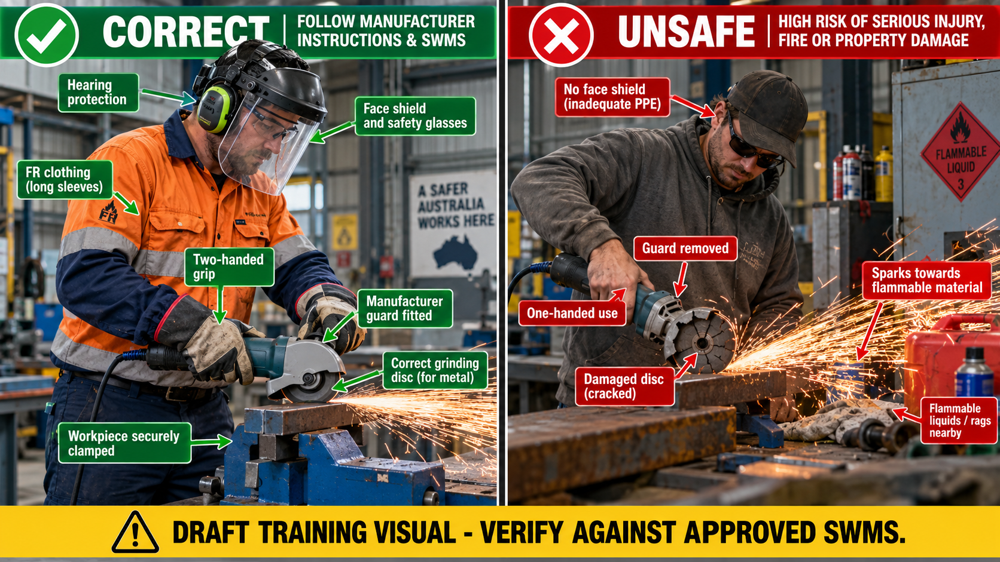 CORRECT
FOLLOW MANUFACTURER
INSTRUCTIONS & SWMS
Hearing
protection
Face shield
and safety glasses
FR clothing
(long sleeves)
FR
A SAFER
AUSTRALIA
WORKS HERE
Two-handed
grip
Manufacturer
guard fitted
Correct grinding
disc (for metal)
Workpiece securely
clamped
UNSAFE
HIGH RISK OF SERIOUS INJURY,
FIRE OR PROPERTY DAMAGE
No face shield
(inadequate PPE)
FLAMMABLE
LIQUID
3
Guard removed
Sparks towards
flammable material
One-handed use
Damaged disc
(cracked)
Flammable
liquids / rags
nearby
DRAFT TRAINING VISUAL - VERIFY AGAINST APPROVED SWMS.